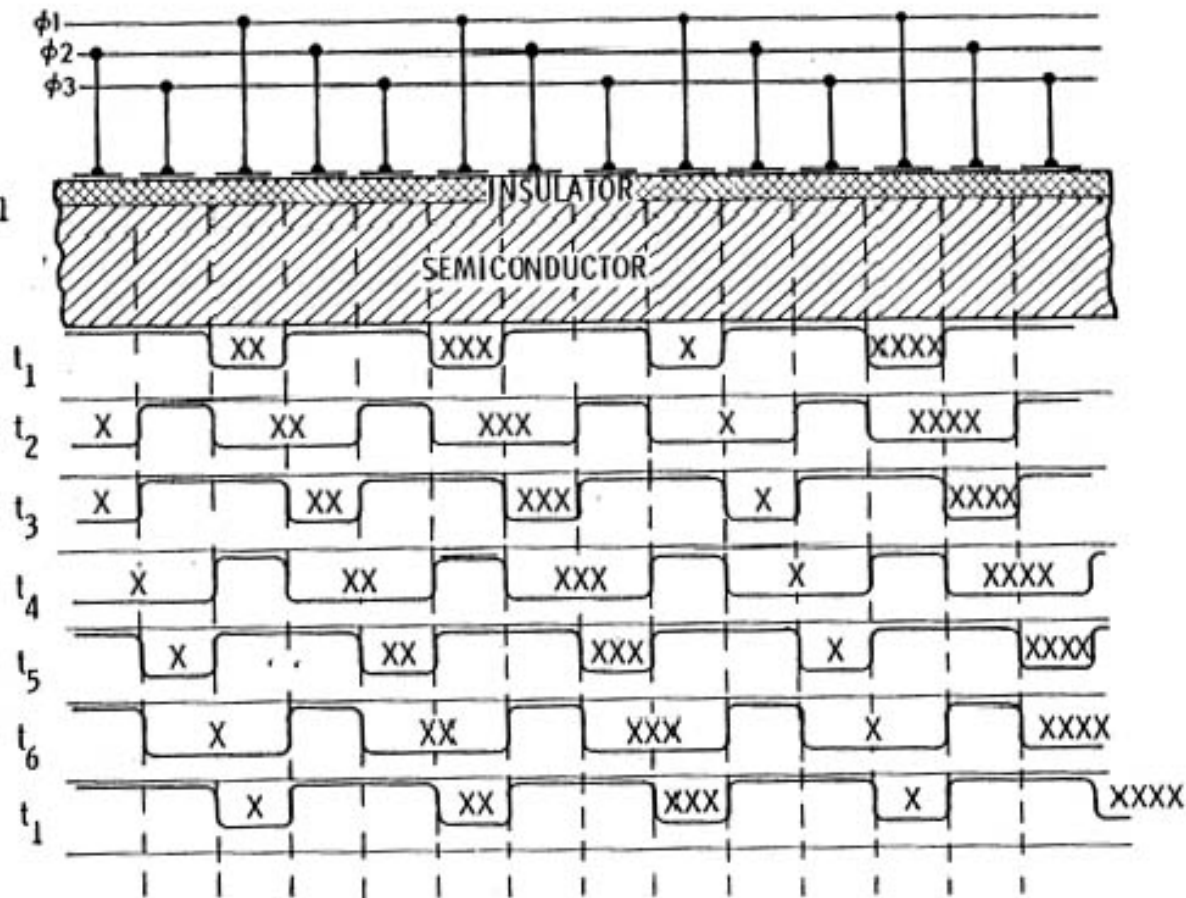 ϕ1
ϕ2
ϕ3
INSULATOR
1
SEMICONDUCTOR
t1 XX XXX X XXXX
t2 X XX XXX X XXXX
t3 X XX XXX X XXXX
t4 X XX XXX X XXXX
t5 X XX XXX X XXXX
t6 X XX XXX X XXXX
t1 X XX XXX X XXXX